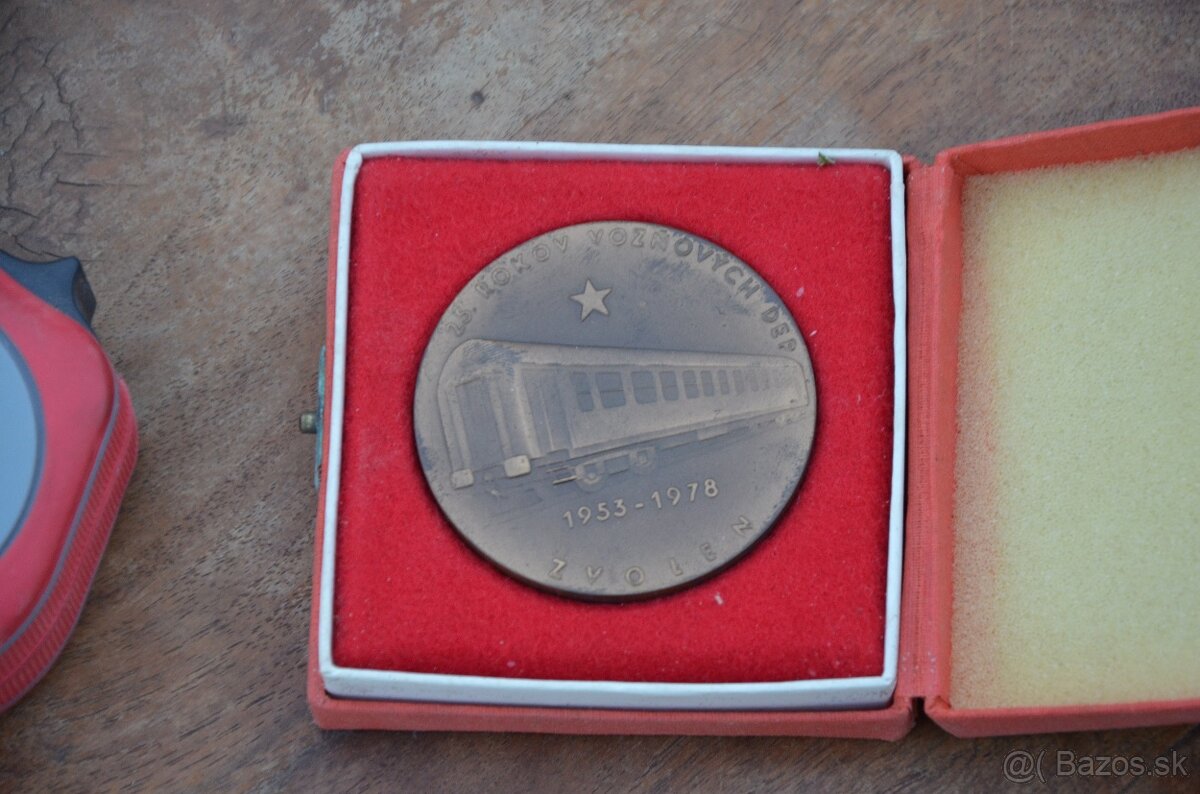 25. ROKOV VOZŇOVÝCH DEP
1953-1978
ZVOLEN
@( Bazos.sk